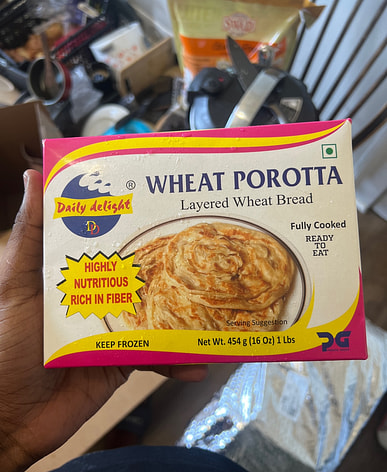 WHEAT POROTTA
®
Layered Wheat Bread
Daily delight
D
Fully Cooked
READY
TO
EAT
HIGHLY
NUTRITIOUS
RICH IN FIBER
Serving Suggestion
KEEP FROZEN
Net Wt. 454 g (16 Oz) 1 Lbs